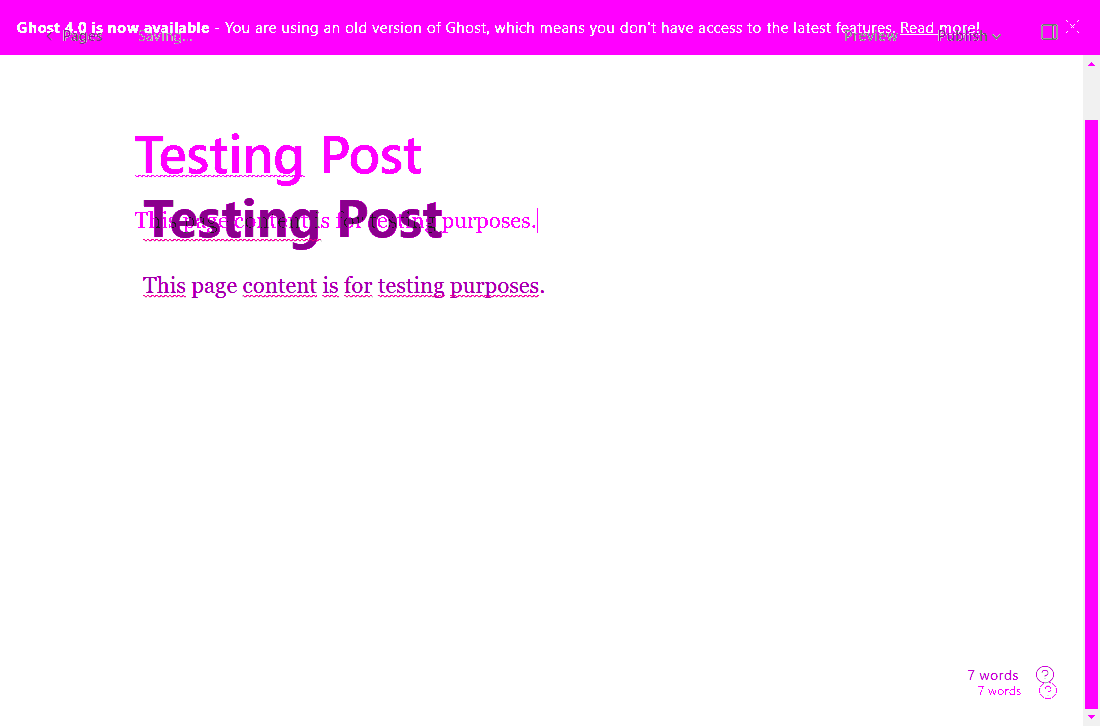 Ghost 4.0 is now available - You are using an old version of Ghost, which means you don't have access to the latest features. Read more!
Pages Saving... Preview Publish
Testing Post
This page content is for testing purposes.
Testing Post
This page content is for testing purposes.
7 words
7 words